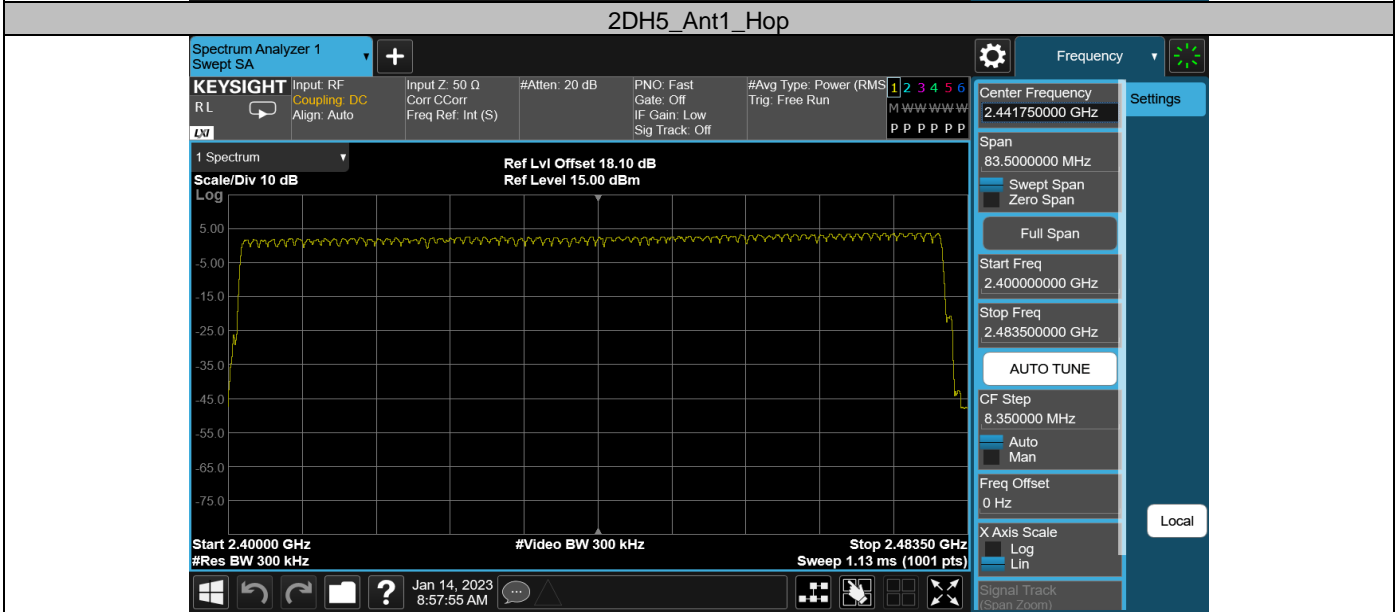 2DH5_Ant1_Hop
Spectrum Analyzer 1
Swept SA
+
Frequency
KEYSIGHT
R L
LXI
Input: RF
Coupling: DC
Align: Auto
Input Z: 50 Ω
Corr CCorr
Freq Ref: Int (S)
#Atten: 20 dB
PNO: Fast
Gate: Off
IF Gain: Low
Sig Track: Off
#Avg Type: Power (RMS
Trig: Free Run
1 2 3 4 5 6
M W W W W W
P P P P P P
1 Spectrum
Scale/Div 10 dB
Ref Lvl Offset 18.10 dB
Ref Level 15.00 dBm
Log
5.00
-5.00
-15.0
-25.0
-35.0
-45.0
-55.0
-65.0
-75.0
Start 2.40000 GHz
#Video BW 300 kHz
Stop 2.48350 GHz
#Res BW 300 kHz
Sweep 1.13 ms (1001 pts)
Center Frequency
2.441750000 GHz
Settings
Span
83.5000000 MHz
Swept Span
Zero Span
Full Span
Start Freq
2.400000000 GHz
Stop Freq
2.483500000 GHz
AUTO TUNE
CF Step
8.350000 MHz
Auto
Man
Freq Offset
0 Hz
X Axis Scale
Log
Lin
Local
Signal Track
(Span Zoom)
?
Jan 14, 2023
8:57:55 AM